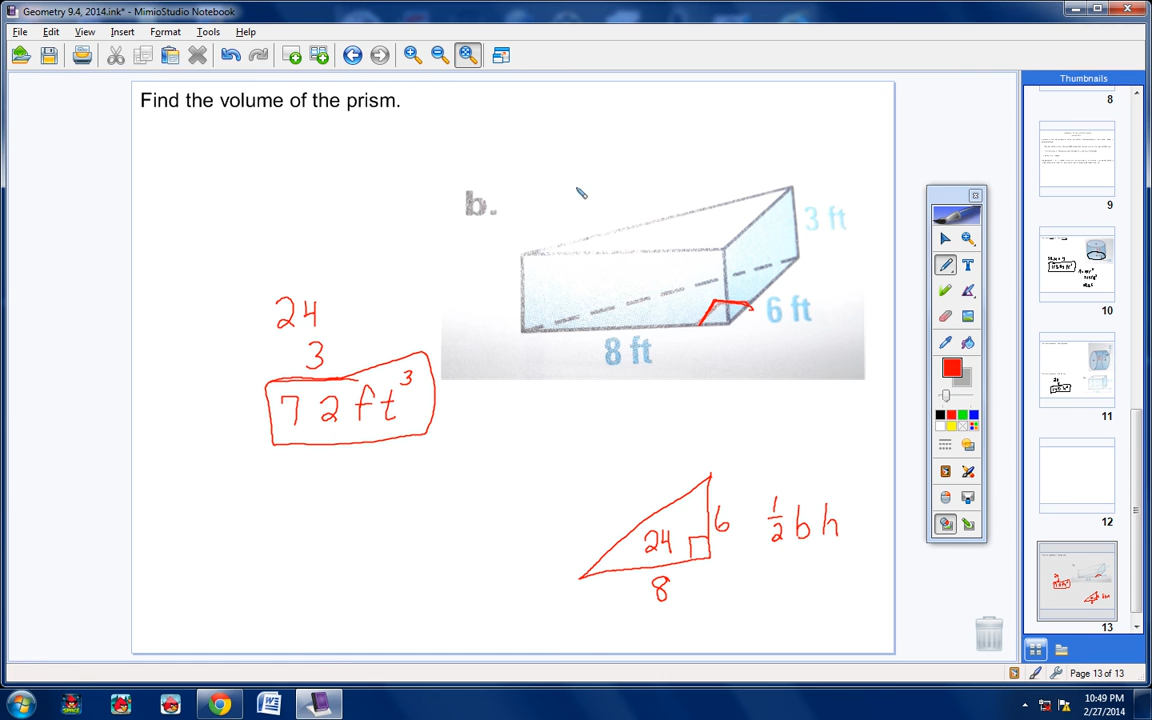 Geometry 9.4, 2014.ink* - MimioStudio Notebook
File Edit View Insert Format Tools Help
Find the volume of the prism.
b.
3 ft
6 ft
8 ft
24
3
72 ft³
24
6
8
1/2 b h
Thumbnails
8
9
10
11
12
13
T
Page 13 of 13
10:49 PM
2/27/2014